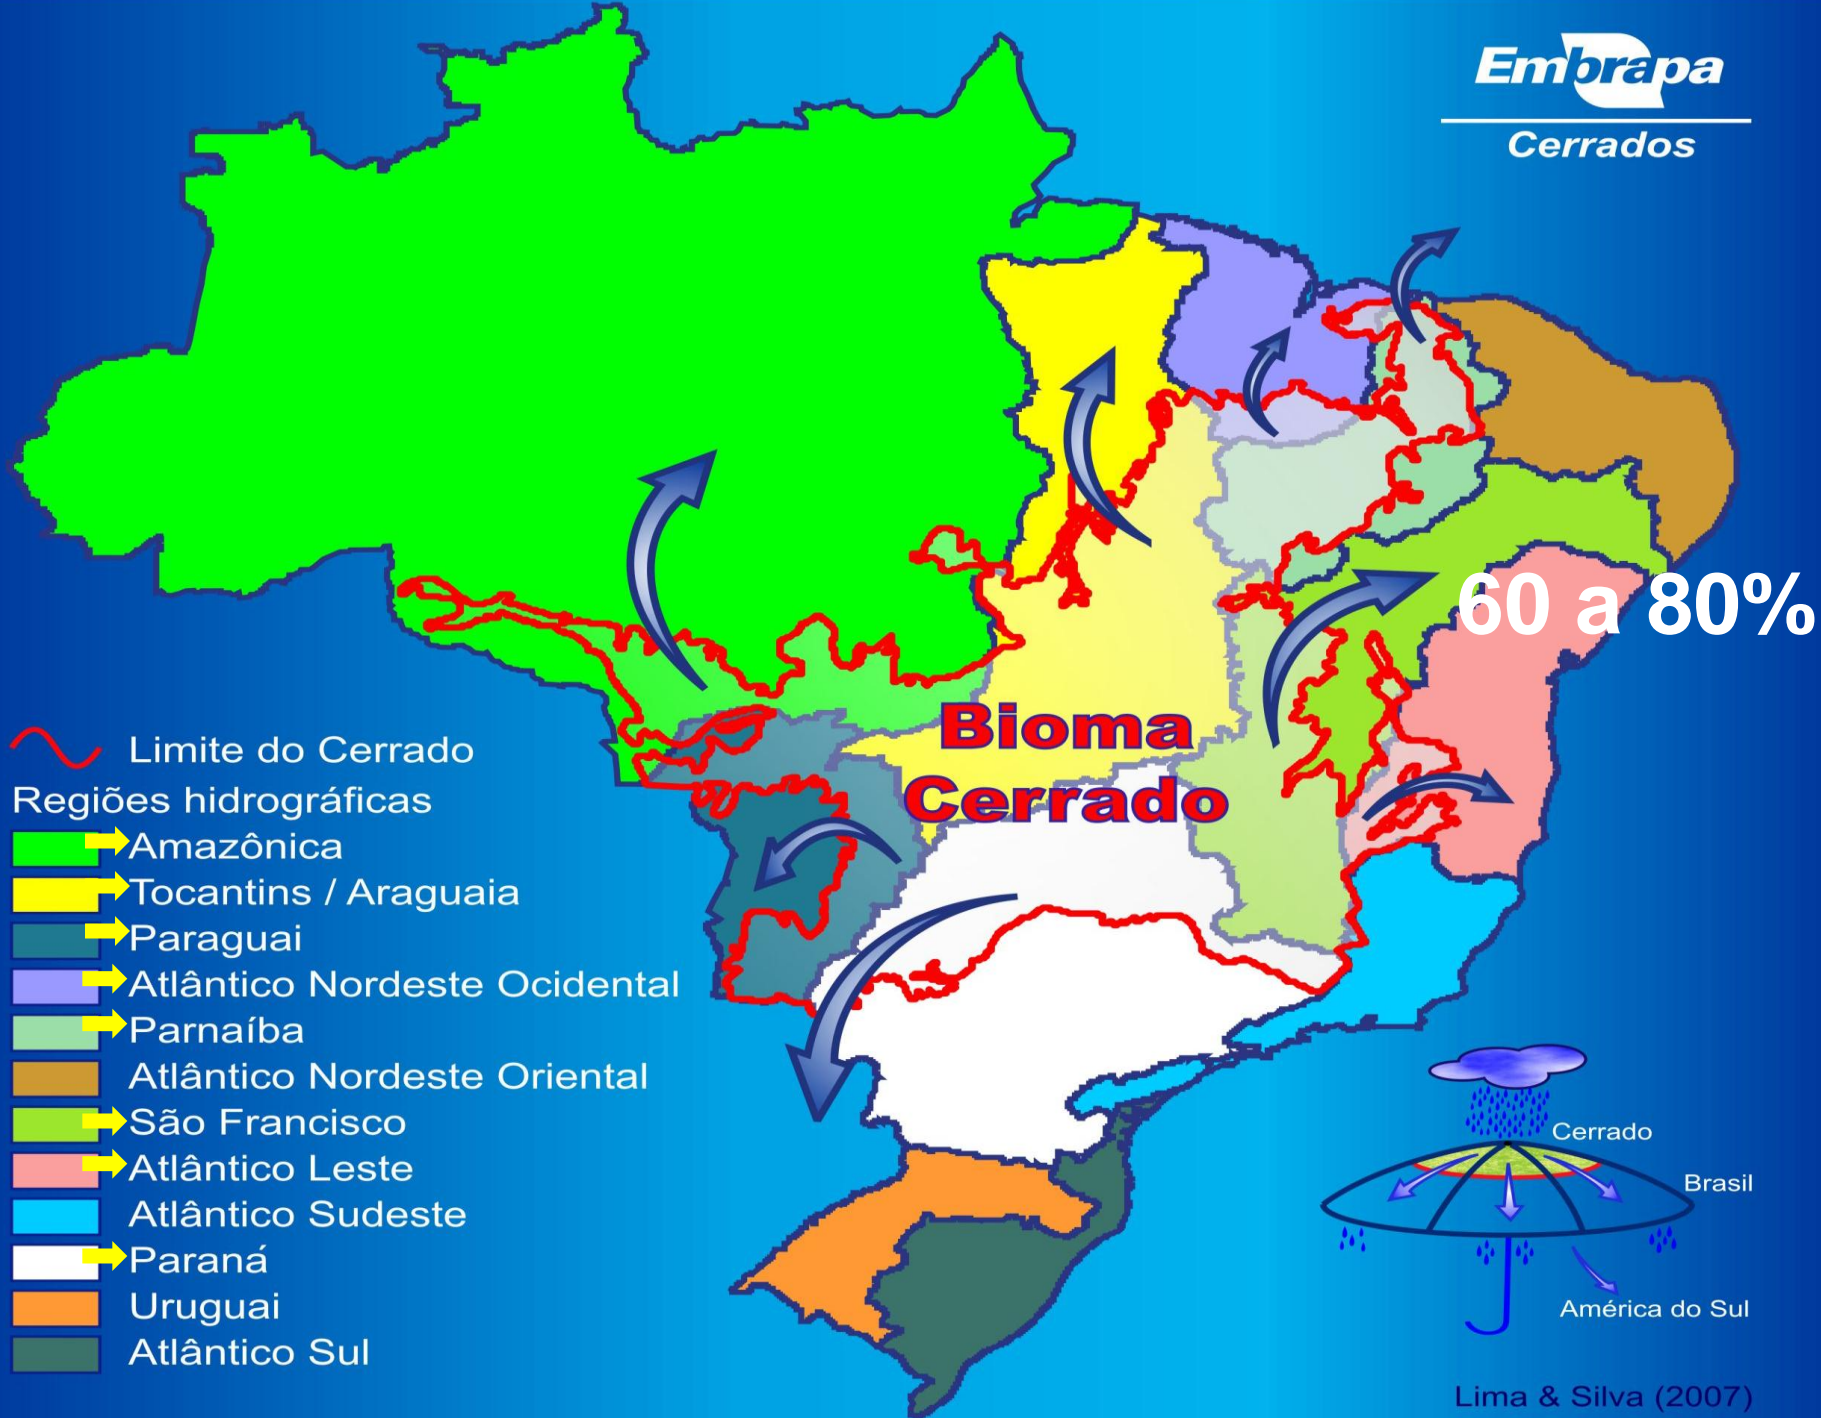 Embrapa
Cerrados
60 a 80%
Bioma
Cerrado
Limite do Cerrado
Regiões hidrográficas
Amazônica
Tocantins / Araguaia
Paraguai
Atlântico Nordeste Ocidental
Parnaíba
Atlântico Nordeste Oriental
São Francisco
Atlântico Leste
Atlântico Sudeste
Paraná
Uruguai
Atlântico Sul
Cerrado
Brasil
América do Sul
Lima & Silva (2007)